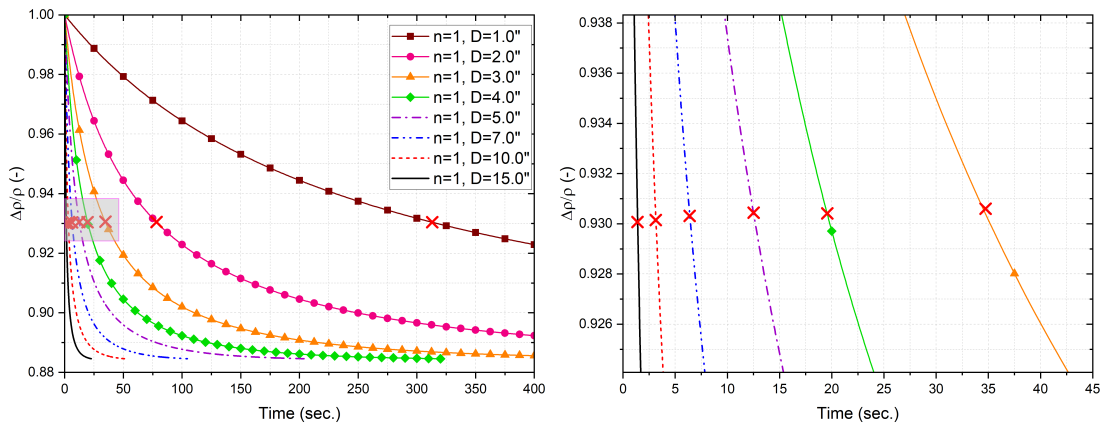 1.00
0.98
0.96
0.94
0.92
0.90
0.88
Δρ/ρ (-)
0 50 100 150 200 250 300 350 400
Time (sec.)
n=1, D=1.0"
n=1, D=2.0"
n=1, D=3.0"
n=1, D=4.0"
n=1, D=5.0"
n=1, D=7.0"
n=1, D=10.0"
n=1, D=15.0"
0.938
0.936
0.934
0.932
0.930
0.928
0.926
Δρ/ρ (-)
0 5 10 15 20 25 30 35 40 45
Time (sec.)